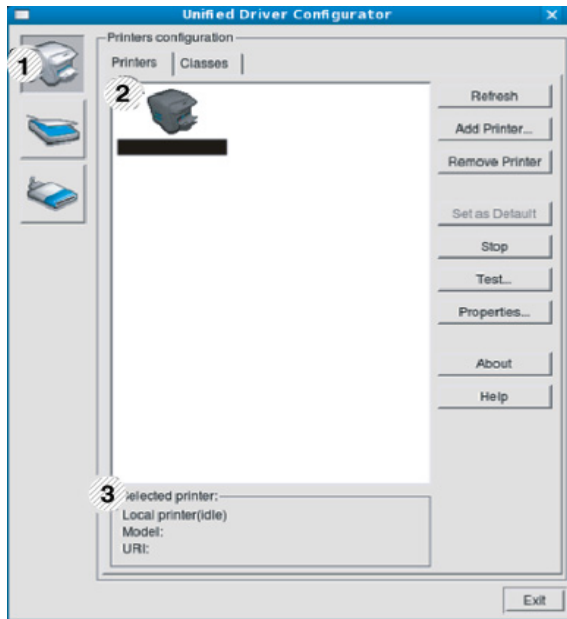 Unified Driver Configurator
1
Printers configuration
Printers
Classes
2
Refresh
Add Printer...
Remove Printer
Set as Default
Stop
Test...
Properties...
About
Help
3
Selected printer:
Local printer(idle)
Model:
URI:
Exit